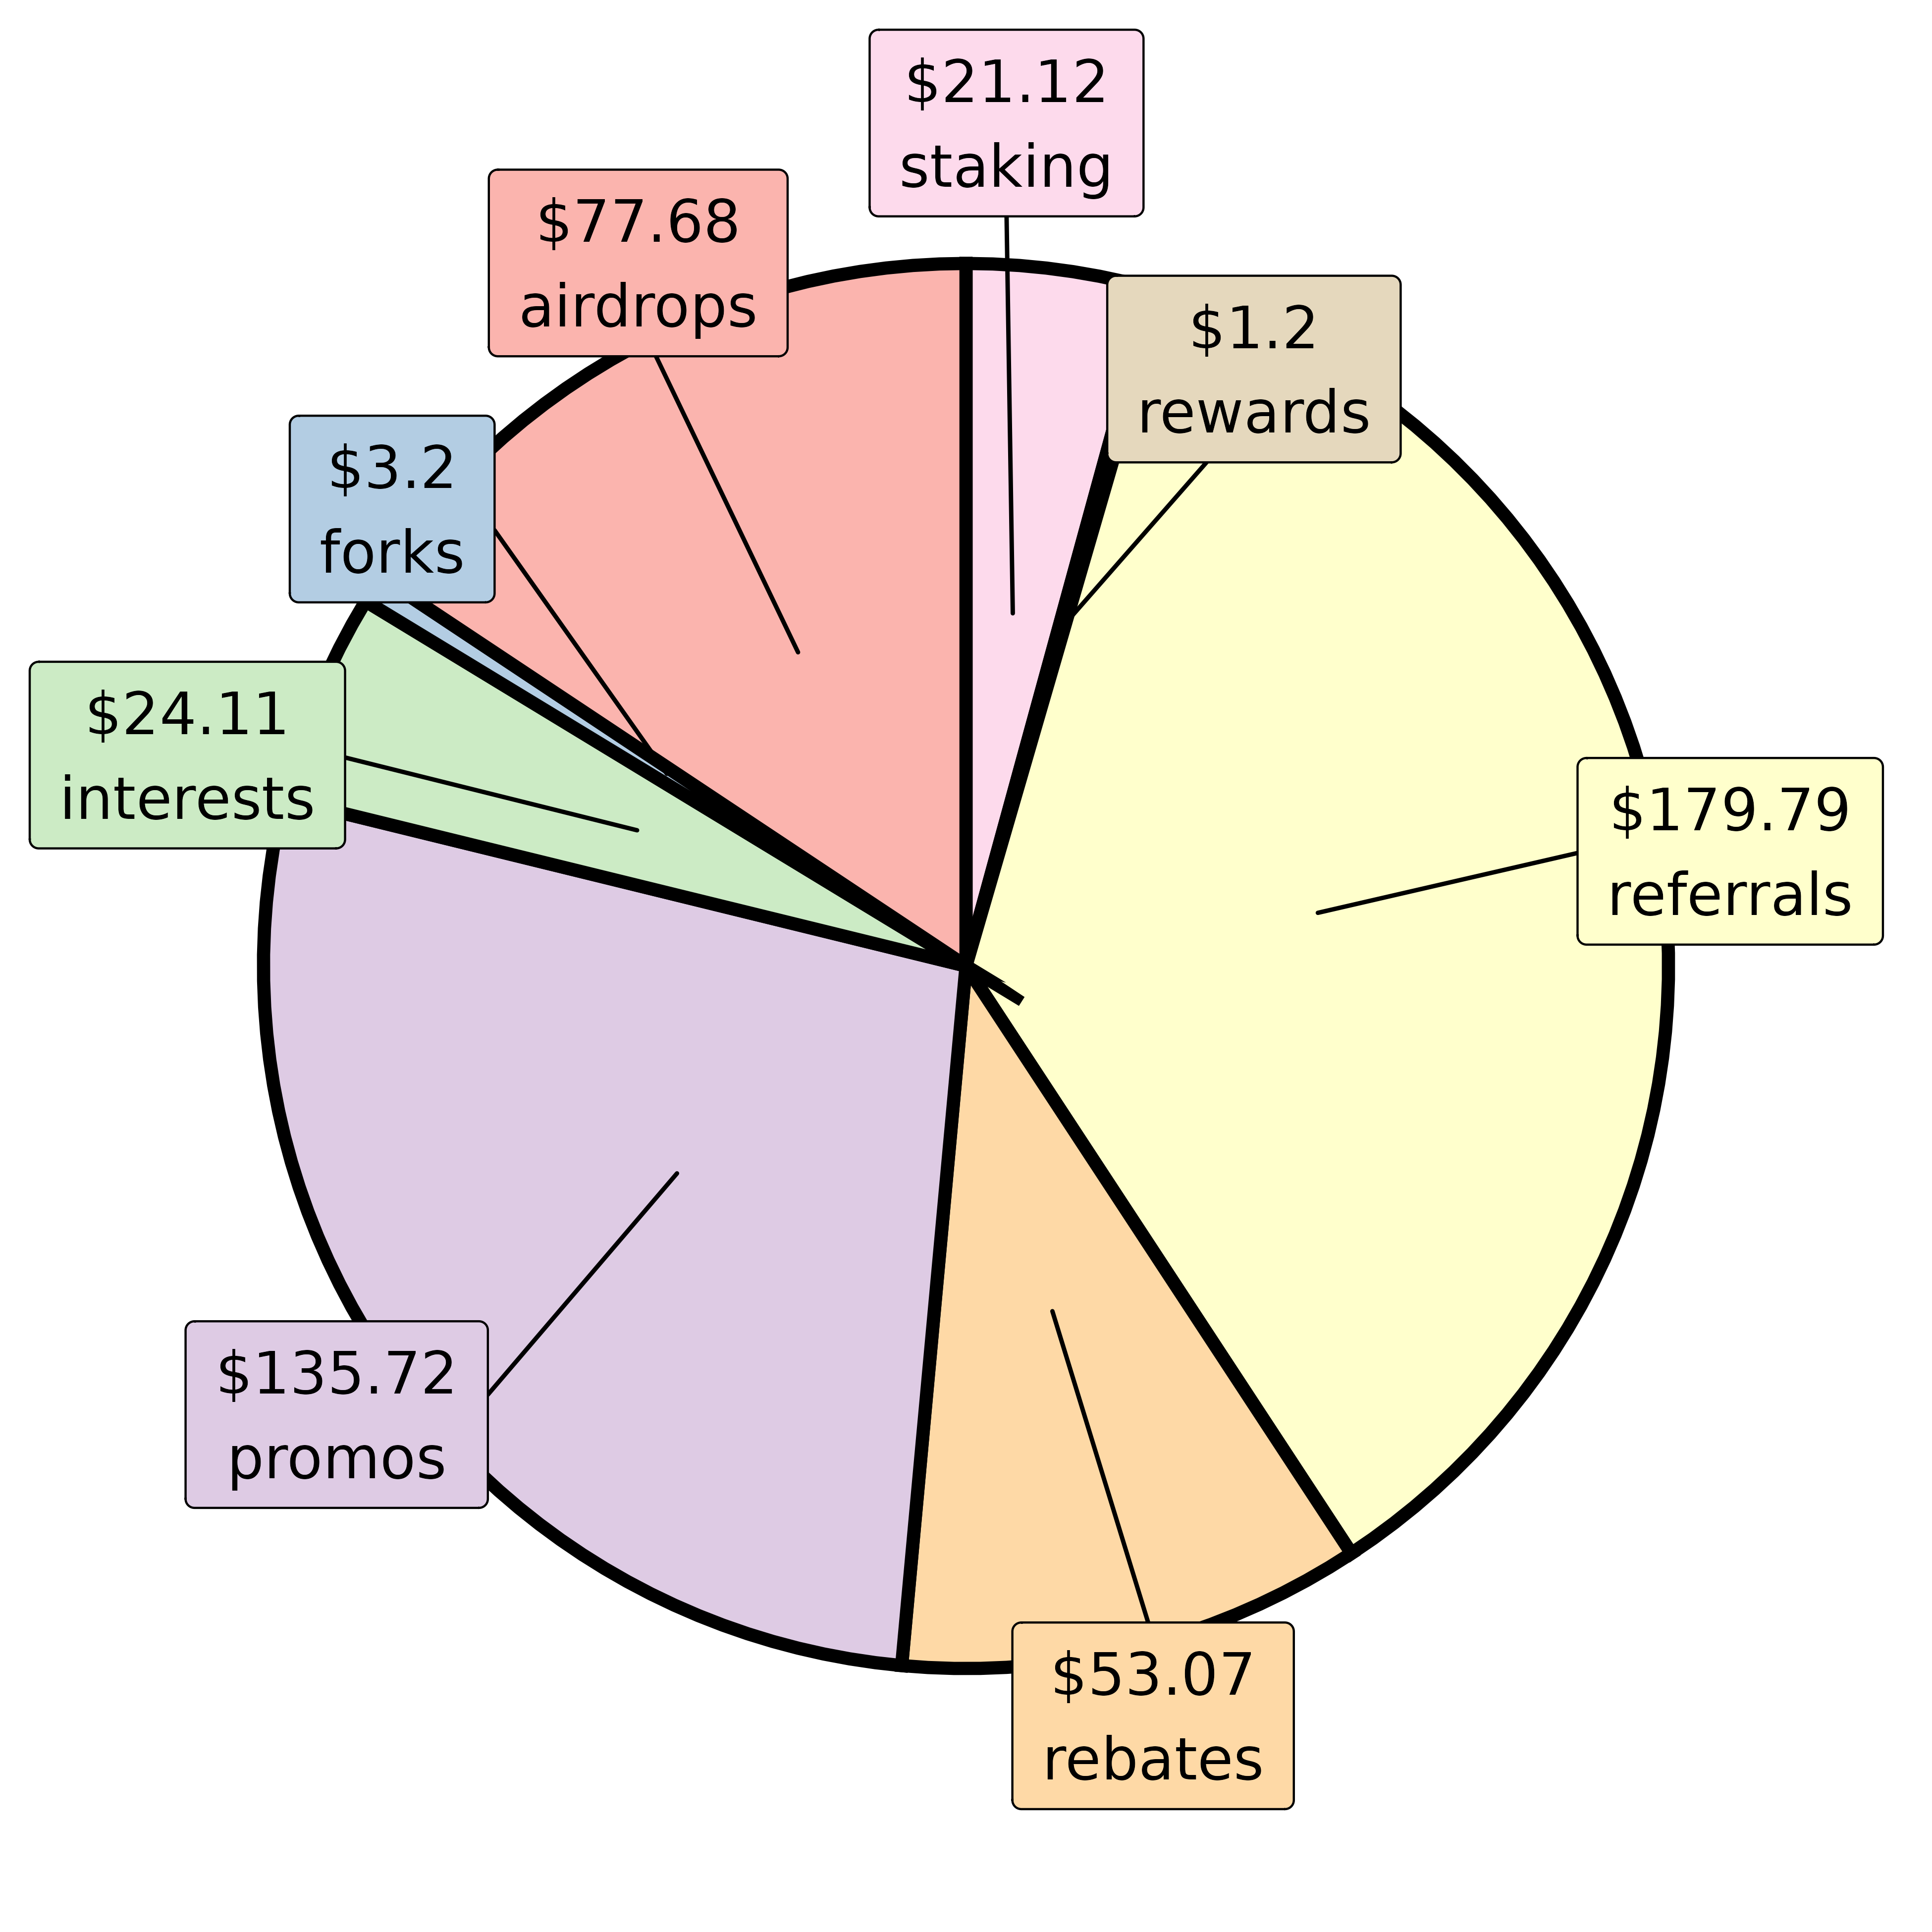 $21.12
staking
$77.68
airdrops
$1.2
rewards
$3.2
forks
$24.11
interests
$179.79
referrals
$135.72
promos
$53.07
rebates